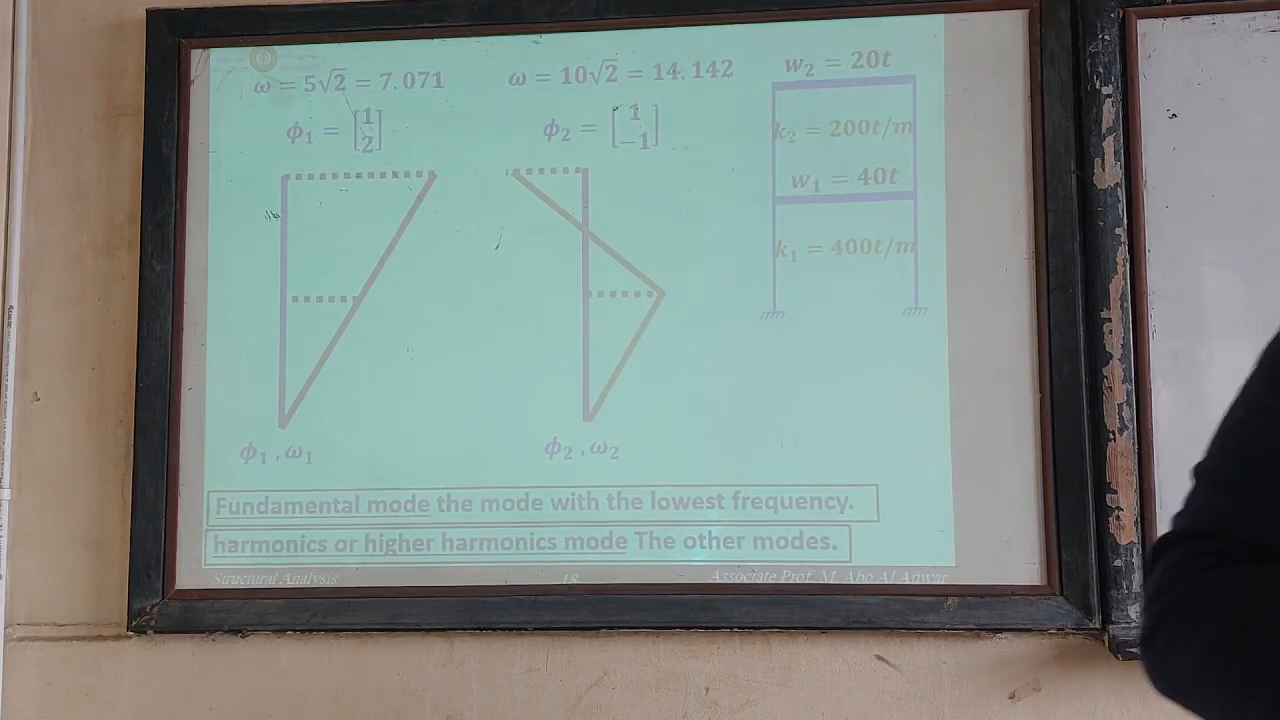 ω = 5√2 = 7.071
ϕ₁ = [1 2]
ϕ₁ , ω₁
ω = 10√2 = 14.142
ϕ₂ = [1 −1]
ϕ₂ , ω₂
w₂ = 20t
k₂ = 200t/m
w₁ = 40t
k₁ = 400t/m
Fundamental mode the mode with the lowest frequency.
harmonics or higher harmonics mode The other modes.
Structural Analysis
18
Associate Prof. M. Abo Al Anwar